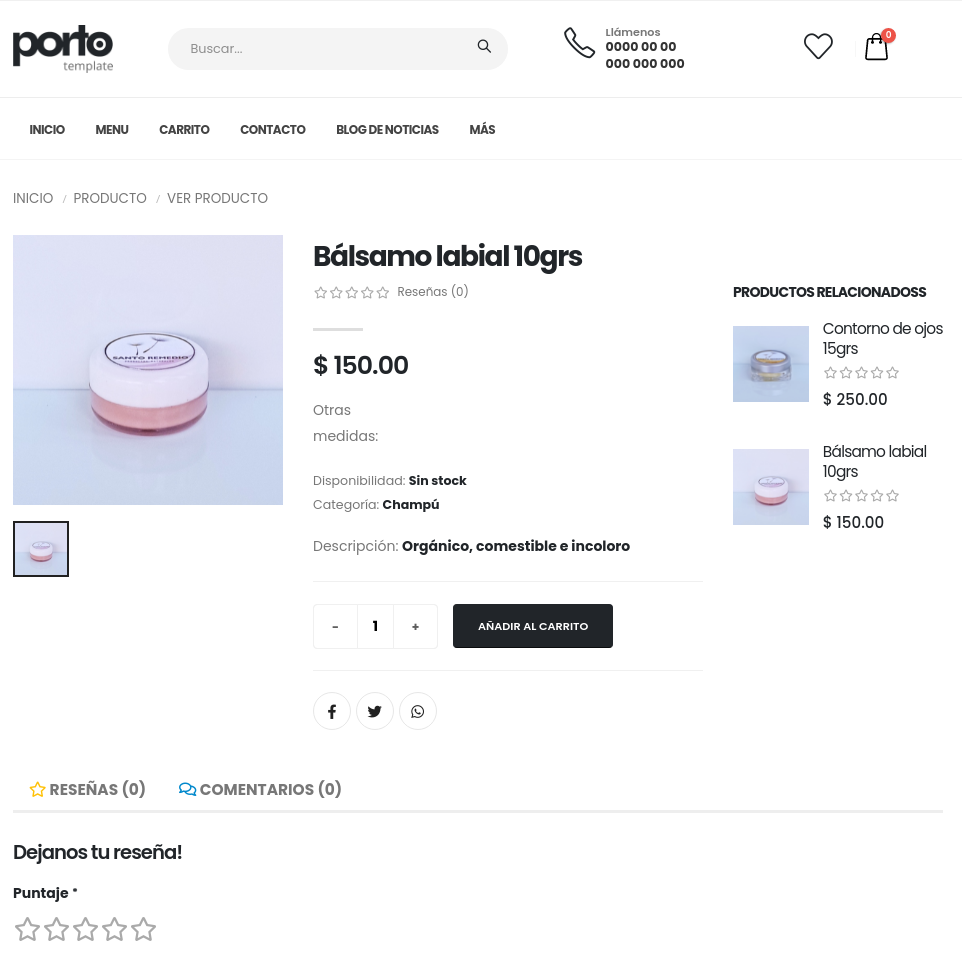 porto
template
Buscar...
Llámenos
0000 00 00
000 000 000
0
INICIO MENU CARRITO CONTACTO BLOG DE NOTICIAS MÁS
INICIO / PRODUCTO / VER PRODUCTO
SANTO REMEDIO
Bálsamo labial 10grs
Reseñas (0)
$ 150.00
Otras
medidas:
Disponibilidad: Sin stock
Categoría: Champú
Descripción: Orgánico, comestible e incoloro
- 1 +
AÑADIR AL CARRITO
PRODUCTOS RELACIONADOSS
Contorno de ojos
15grs
$ 250.00
Bálsamo labial
10grs
$ 150.00
RESEÑAS (0) COMENTARIOS (0)
Dejanos tu reseña!
Puntaje *